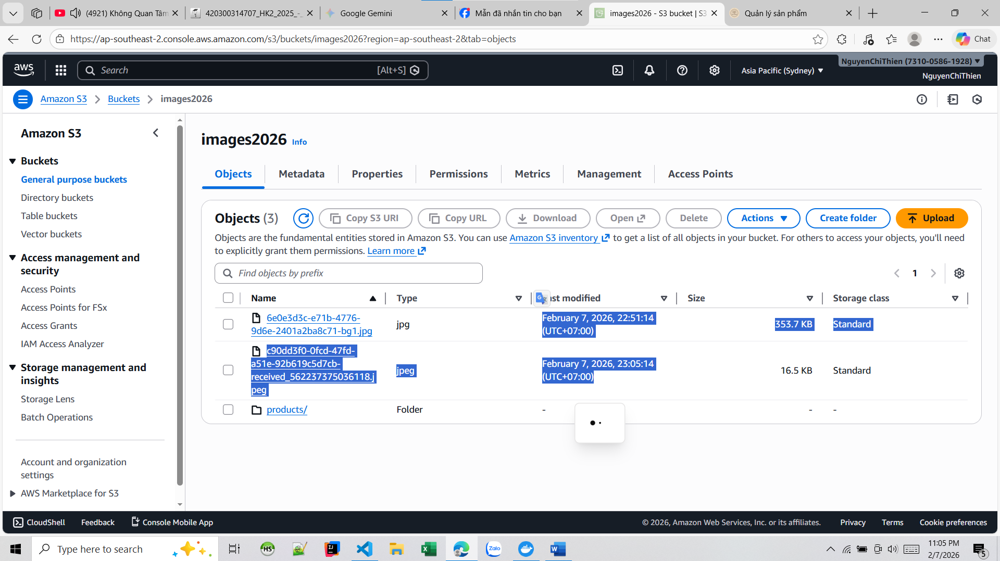 (4921) Không Quan Tâm
420300314707_HK2_2025_-_
Google Gemini
Mẫn đã nhắn tin cho bạn
images2026 - S3 bucket | S3
Quản lý sản phẩm
https://ap-southeast-2.console.aws.amazon.com/s3/buckets/images2026?region=ap-southeast-2&tab=objects
Chat
aws
Search
[Alt+S]
Asia Pacific (Sydney)
NguyenChiThien (7310-0586-1928)
NguyenChiThien
Amazon S3
Buckets
images2026
Amazon S3
Buckets
General purpose buckets
Directory buckets
Table buckets
Vector buckets
Access management and
security
Access Points
Access Points for FSx
Access Grants
IAM Access Analyzer
Storage management and
insights
Storage Lens
Batch Operations
Account and organization
settings
AWS Marketplace for S3
images2026 Info
Objects
Metadata
Properties
Permissions
Metrics
Management
Access Points
Objects (3)
Copy S3 URI
Copy URL
Download
Open
Delete
Actions
Create folder
Upload
Objects are the fundamental entities stored in Amazon S3. You can use Amazon S3 inventory to get a list of all objects in your bucket. For others to access your objects, you'll need
to explicitly grant them permissions. Learn more
Find objects by prefix
1
Name
Type
st modified
Size
Storage class
6e0e3d3c-e71b-4776-
9d6e-2401a2ba8c71-bg1.jpg
jpg
February 7, 2026, 22:51:14
(UTC+07:00)
353.7 KB
Standard
c90dd3f0-0fcd-47fd-
a51e-92b619c5d7cb-
received_562237375036118.j
peg
jpeg
February 7, 2026, 23:05:14
(UTC+07:00)
16.5 KB
Standard
products/
Folder
-
-
-
CloudShell
Feedback
Console Mobile App
© 2026, Amazon Web Services, Inc. or its affiliates.
Privacy
Terms
Cookie preferences
Type here to search
HS
Zalo
11:05 PM
2/7/2026
5